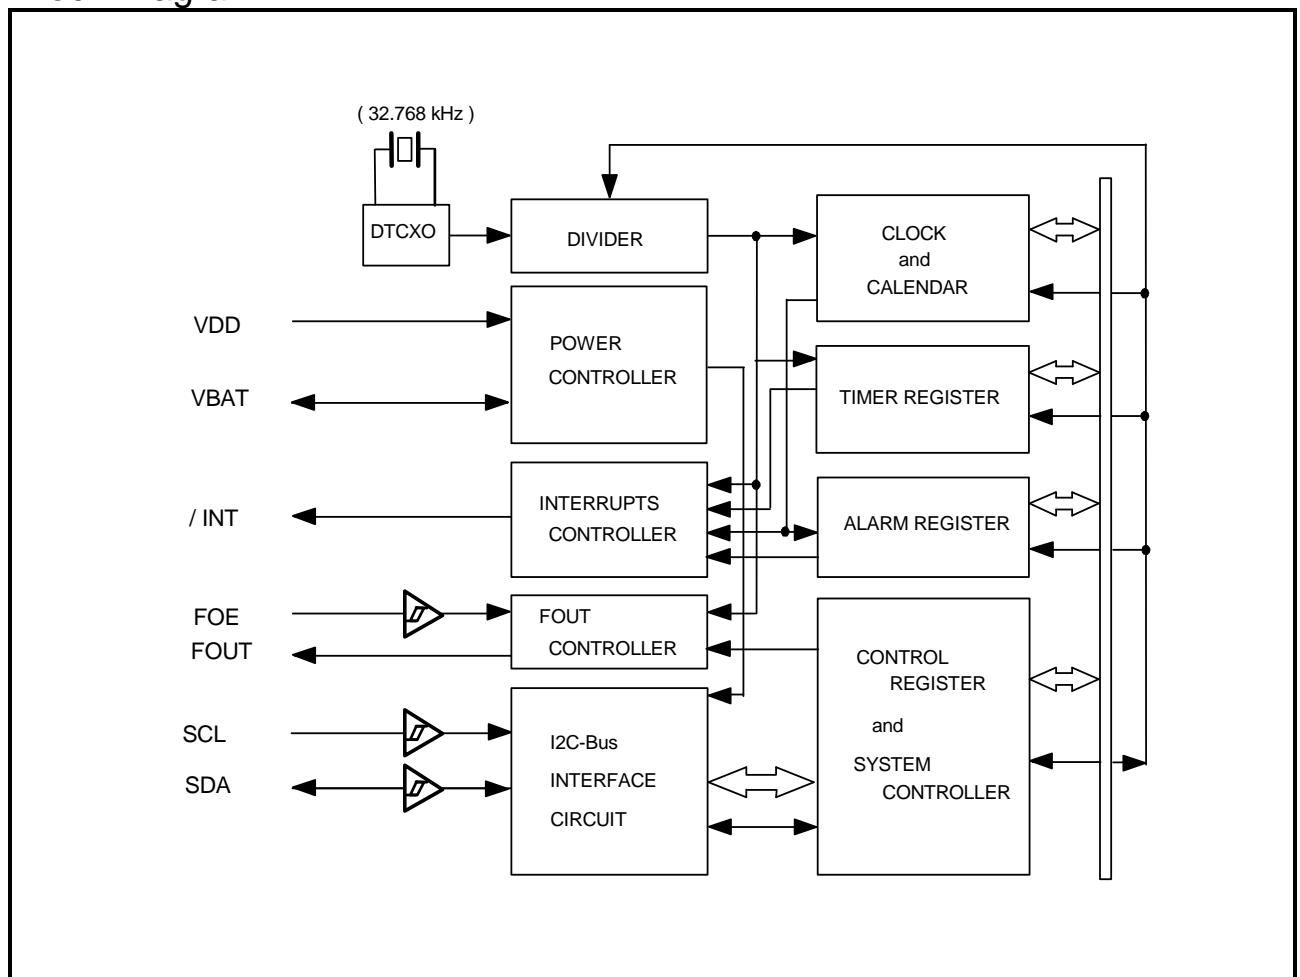 ( 32.768 kHz )
DTCXO
DIVIDER
CLOCK
and
CALENDAR
VDD
VBAT
POWER
CONTROLLER
TIMER REGISTER
/ INT
INTERRUPTS
CONTROLLER
ALARM REGISTER
FOE
FOUT
FOUT
CONTROLLER
CONTROL
REGISTER
and
SYSTEM
CONTROLLER
SCL
SDA
I2C-Bus
INTERFACE
CIRCUIT